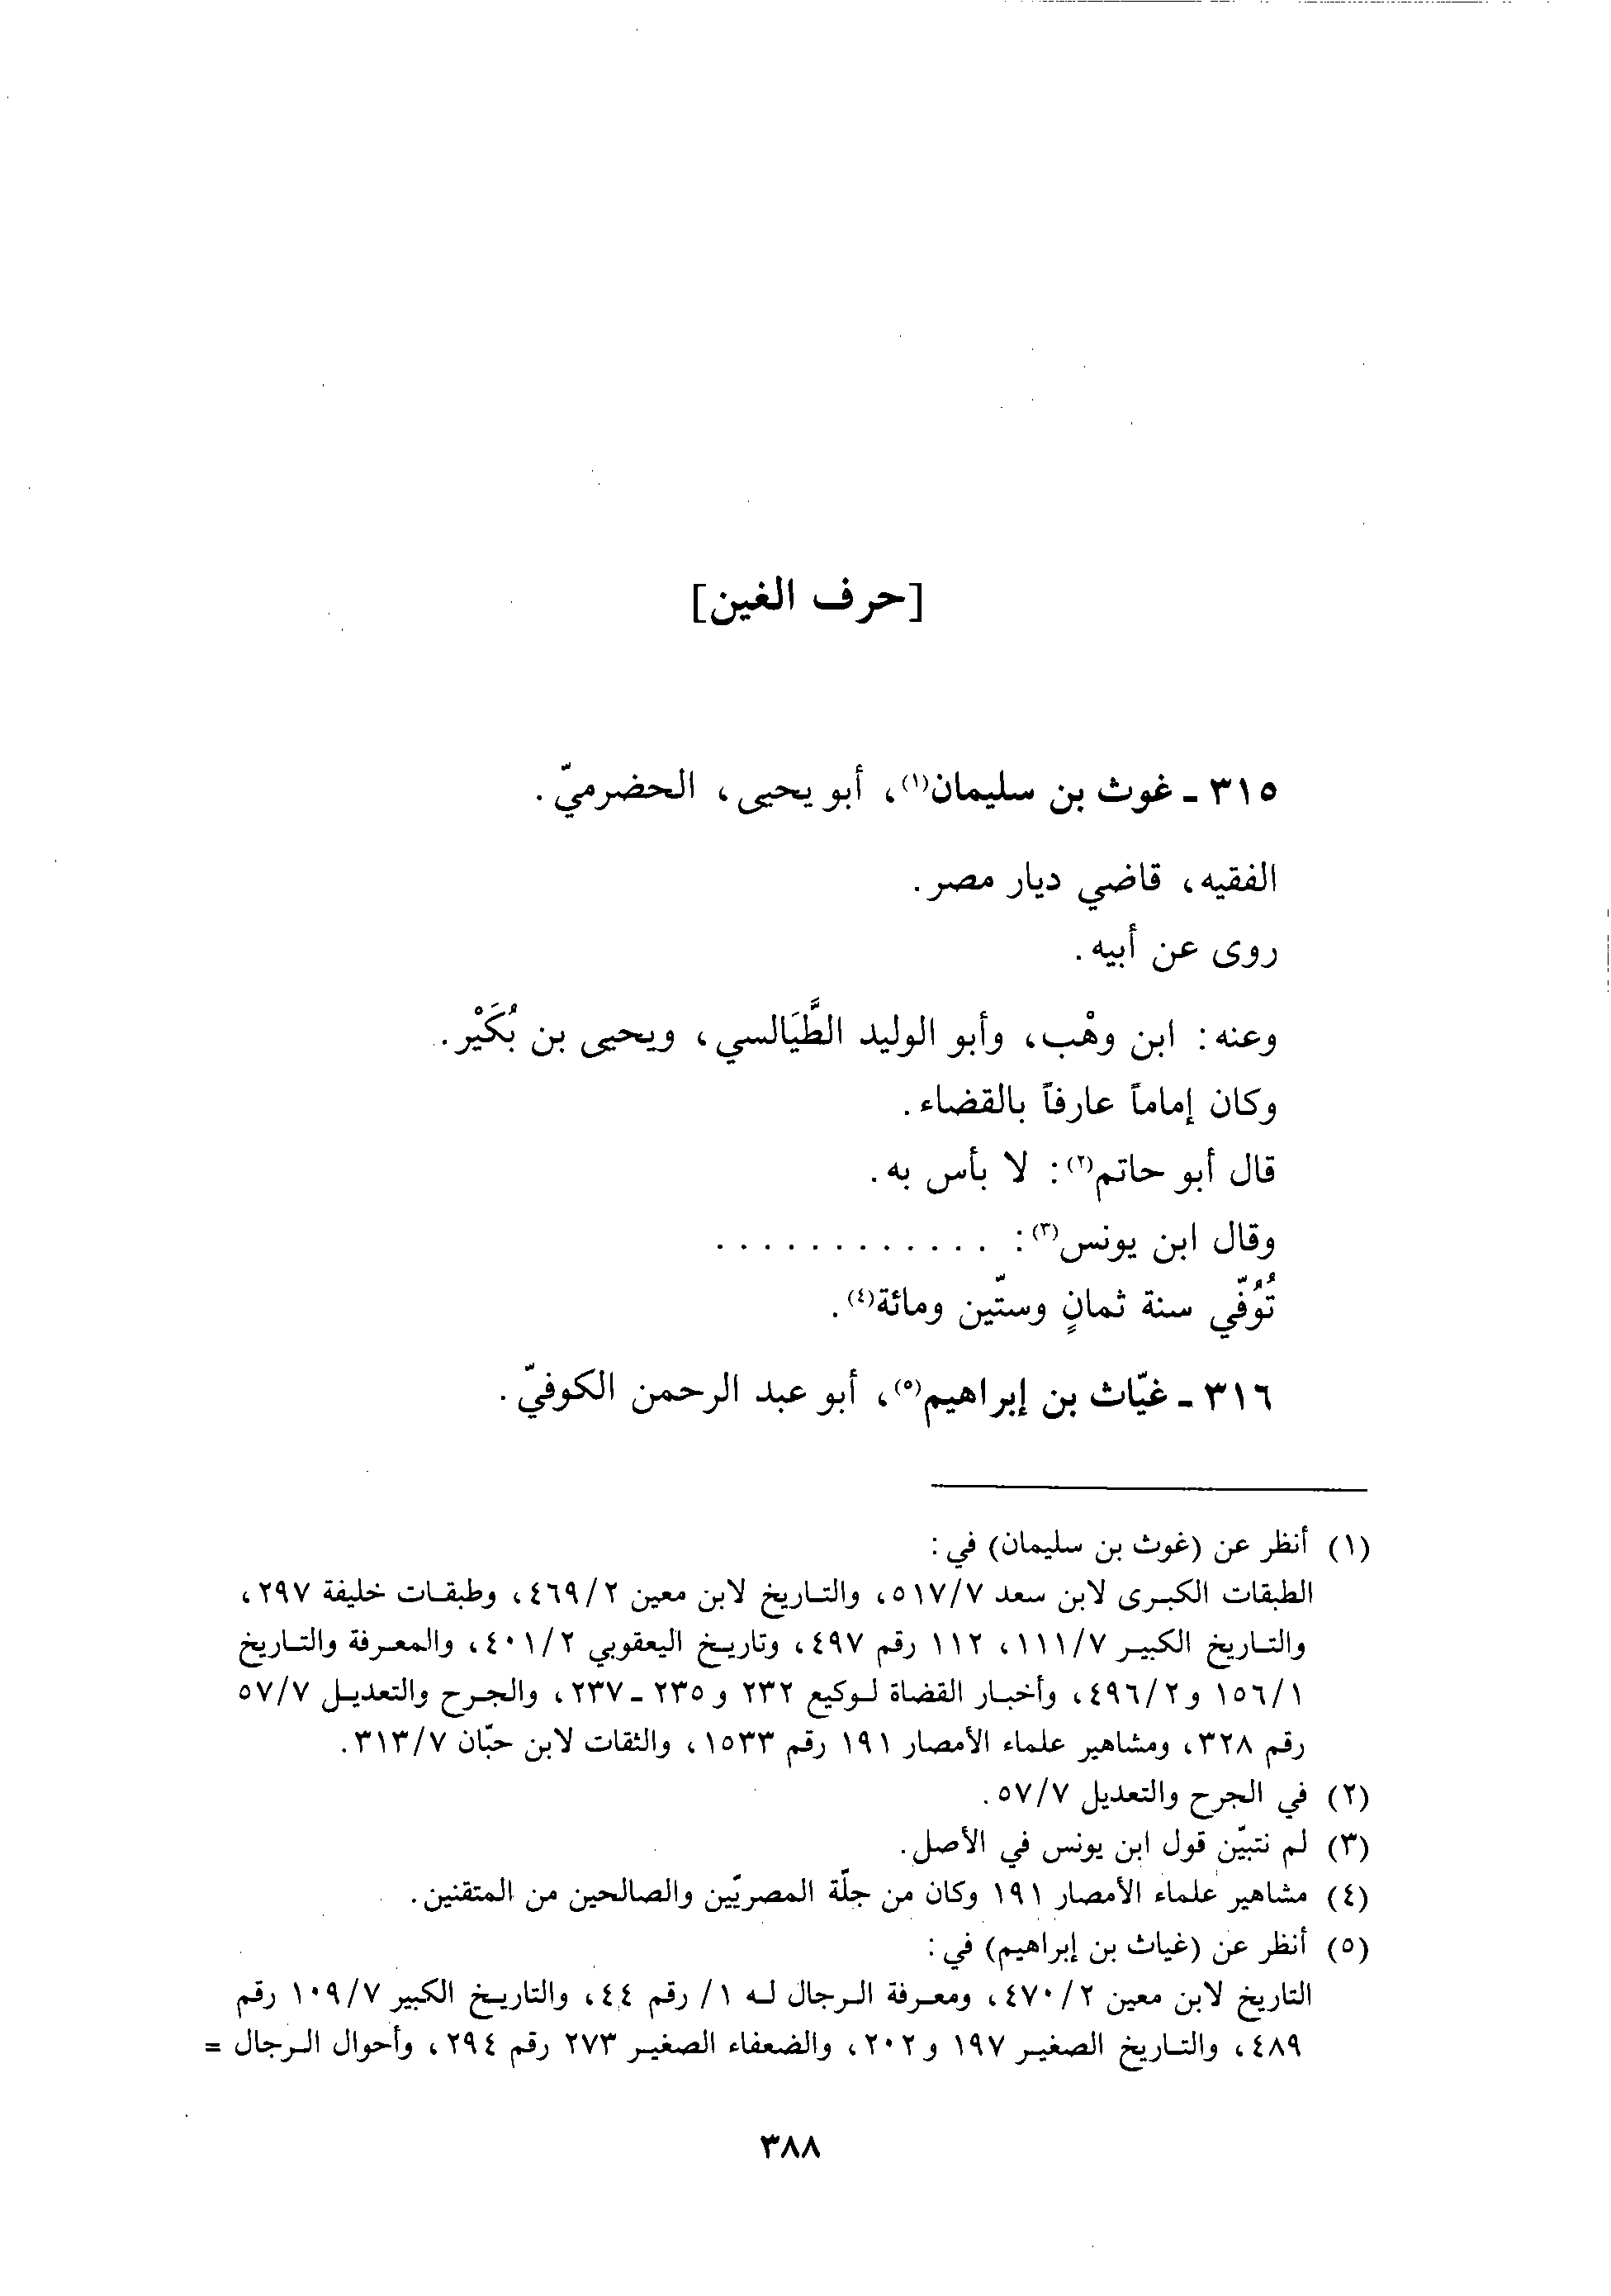 [حرف الغين]
٣١٥ ـ غوث بن سليمان(١)، أبو يحيى، الحضرميّ.
الفقيه، قاضي ديار مصر.
روى عن أبيه.
وعنه: ابن وهْب، وأبو الوليد الطَّيَالسي، ويحيى بن بُكَيْر.
وكان إماماً عارفاً بالقضاء.
قال أبو حاتم(٢): لا بأس به.
وقال ابن يونس(٣): . . . . . . . . . . . .
تُوُفّي سنة ثمانٍ وستّين ومائة(٤).
٣١٦ ـ غيّاث بن إبراهيم(٥)، أبو عبد الرحمن الكوفيّ.
(١) أنظر عن (غوث بن سليمان) في:
الطبقات الكبرى لابن سعد ٥١٧/٧، والتاريخ لابن معين ٤٦٩/٢، وطبقات خليفة ٢٩٧،
والتاريخ الكبير ١١١/٧، ١١٢ رقم ٤٩٧، وتاريخ اليعقوبي ٤٠١/٢، والمعرفة والتاريخ
١٥٦/١ و٤٩٦/٢، وأخبار القضاة لوكيع ٢٣٢ و٢٣٥ ـ ٢٣٧، والجرح والتعديل ٥٧/٧
رقم ٣٢٨، ومشاهير علماء الأمصار ١٩١ رقم ١٥٣٣، والثقات لابن حبّان ٣١٣/٧.
(٢) في الجرح والتعديل ٥٧/٧.
(٣) لم نتبيّن قول ابن يونس في الأصل.
(٤) مشاهير علماء الأمصار ١٩١ وكان من جلّة المصريّين والصالحين من المتقنين.
(٥) أنظر عن (غياث بن إبراهيم) في:
التاريخ لابن معين ٤٧٠/٢، ومعرفة الرجال له ١/ رقم ٤٤، والتاريخ الكبير ١٠٩/٧ رقم
٤٨٩، والتاريخ الصغير ١٩٧ و٢٠٢، والضعفاء الصغير ٢٧٣ رقم ٢٩٤، وأحوال الرجال =
٣٨٨